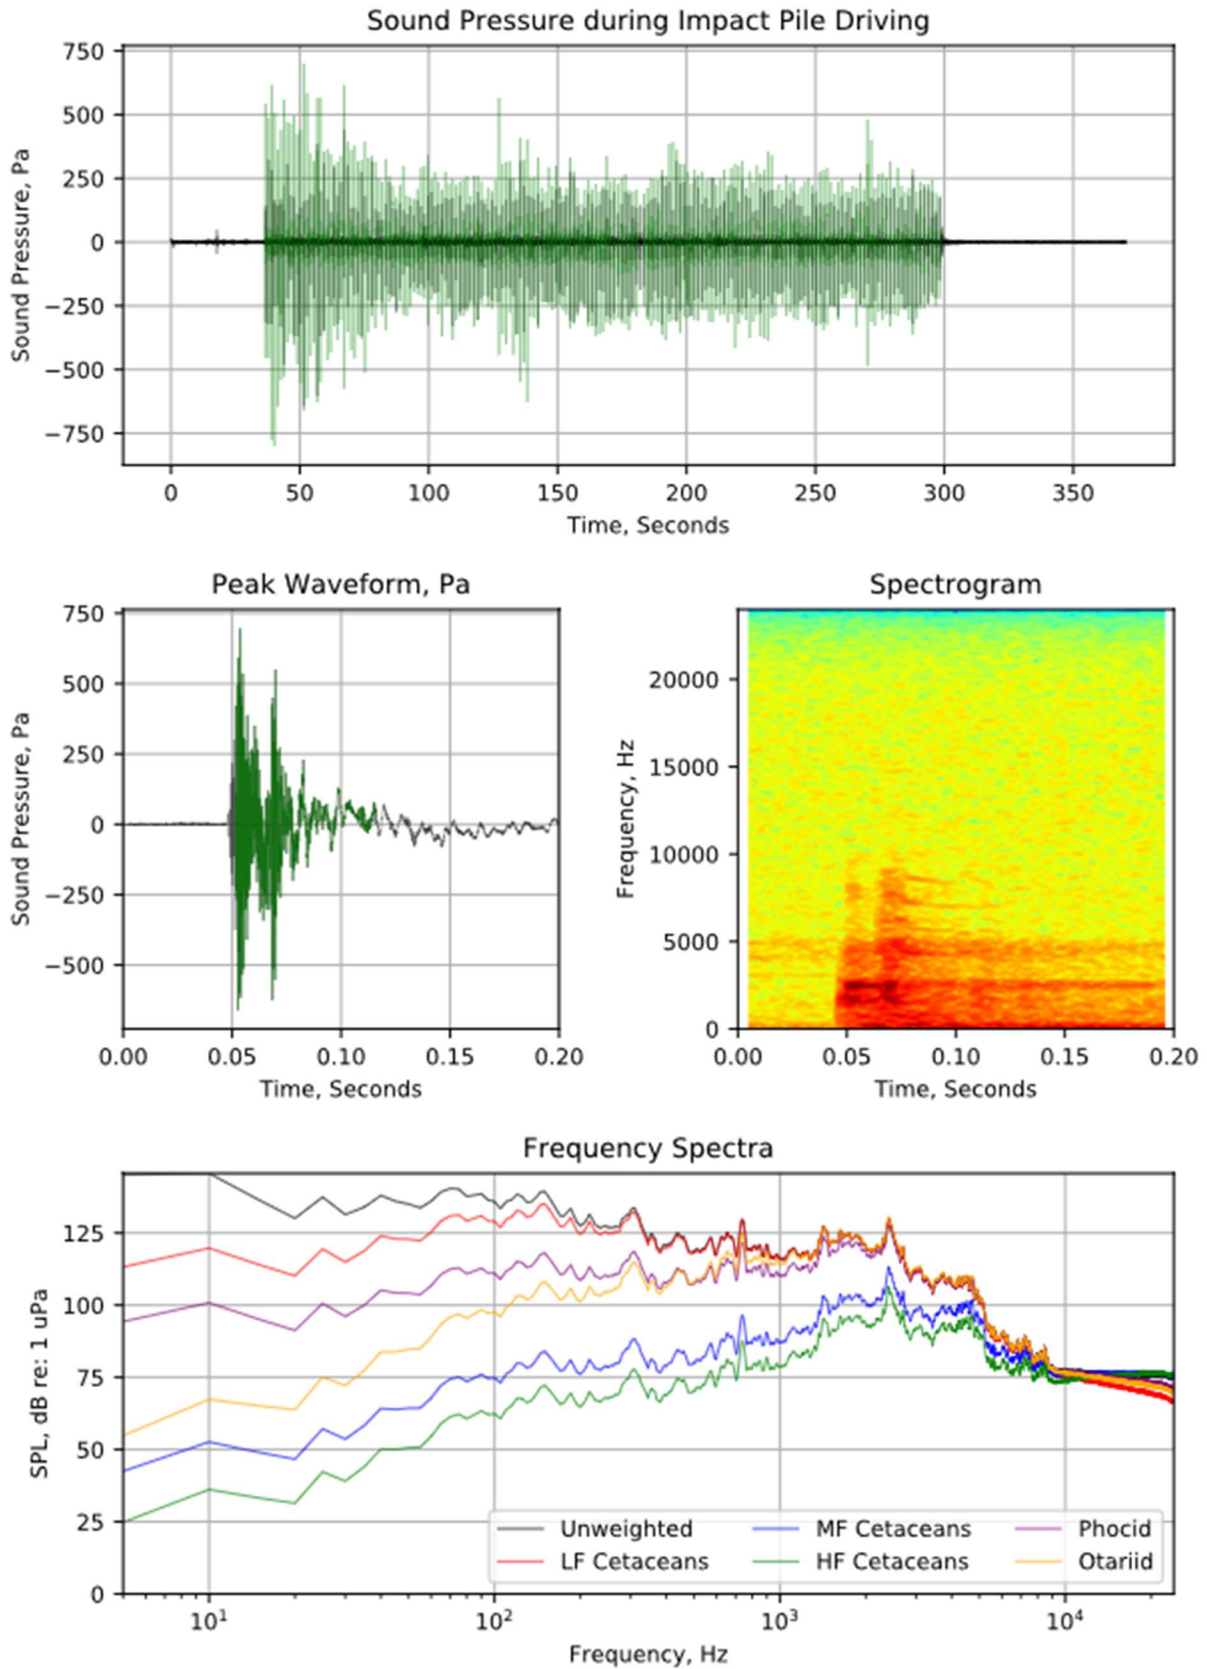 Sound Pressure during Impact Pile Driving
Sound Pressure, Pa
750
500
250
0
−250
−500
−750
0 50 100 150 200 250 300 350
Time, Seconds
Peak Waveform, Pa
Sound Pressure, Pa
750
500
250
0
−250
−500
0.00 0.05 0.10 0.15 0.20
Time, Seconds
Spectrogram
Frequency, Hz
20000
15000
10000
5000
0
0.00 0.05 0.10 0.15 0.20
Time, Seconds
Frequency Spectra
SPL, dB re: 1 uPa
125
100
75
50
25
0
Unweighted MF Cetaceans Phocid
LF Cetaceans HF Cetaceans Otariid
10¹ 10² 10³ 10⁴
Frequency, Hz